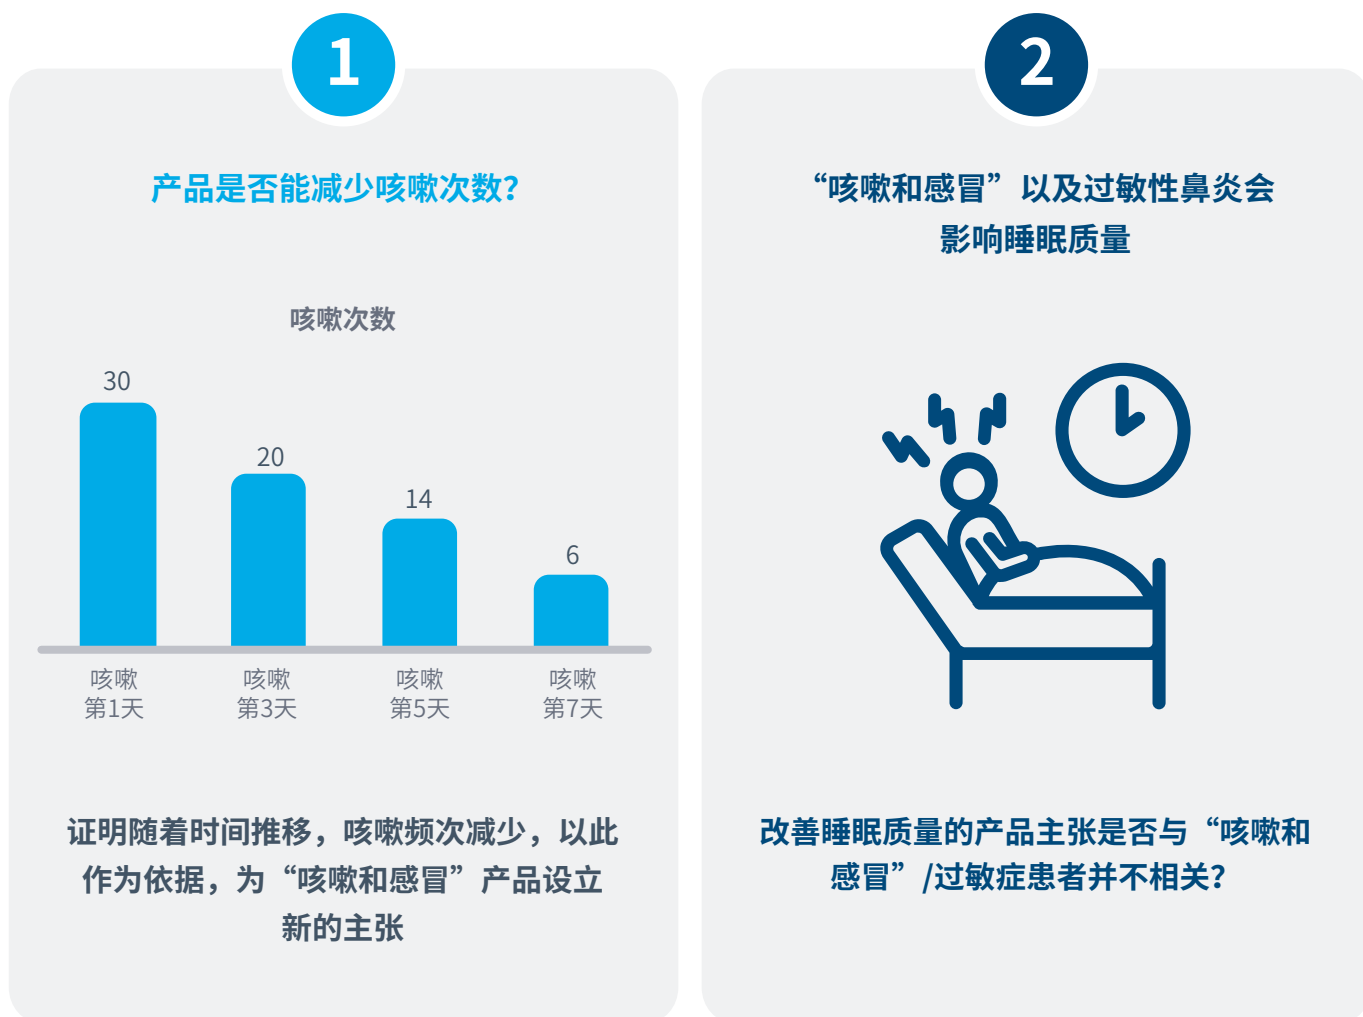 1
产品是否能减少咳嗽次数？
咳嗽次数
30
20
14
6
咳嗽
第1天
咳嗽
第3天
咳嗽
第5天
咳嗽
第7天
证明随着时间推移，咳嗽频次减少，以此
作为依据，为“咳嗽和感冒”产品设立
新的主张
2
“咳嗽和感冒”以及过敏性鼻炎会
影响睡眠质量
改善睡眠质量的产品主张是否与“咳嗽和
感冒”/过敏症患者并不相关？